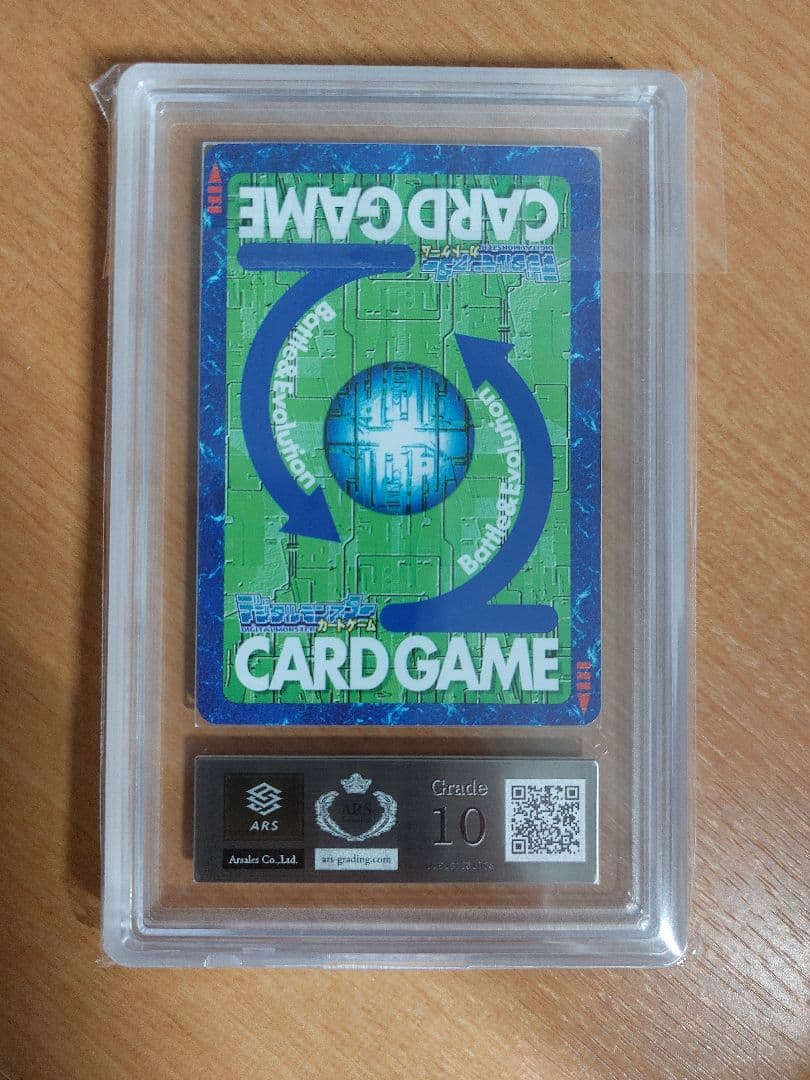 CARD GAME
デジタルモンスター
DIGITALMONSTER カードゲーム
Battle & Evolution
Battle & Evolution
デジタルモンスター
DIGITALMONSTER カードゲーム
CARD GAME
ARS
Arsales Co.,Ltd.
ARS
ars-grading.com
Grade
10